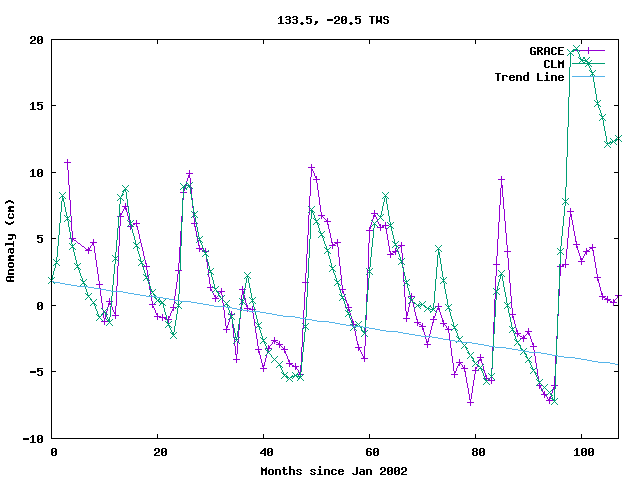 133.5, -20.5 TWS
GRACE
CLM
Trend Line
20
15
10
5
0
-5
-10
Anomaly (cm)
0 20 40 60 80 100
Months since Jan 2002